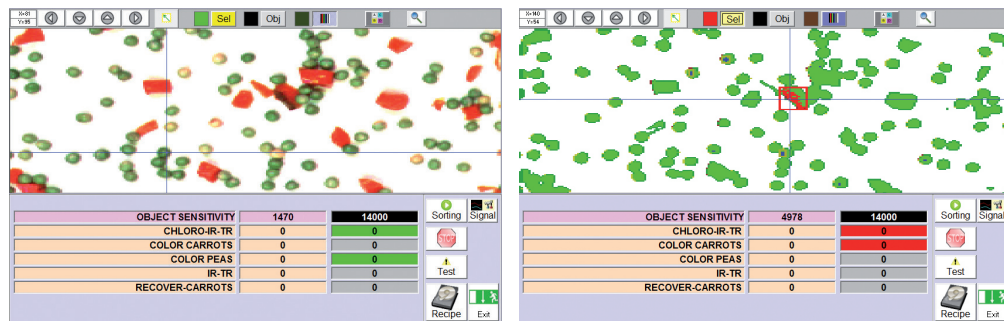 X=81
Y=95
Sel
Obj
OBJECT SENSITIVITY 1470 14000
CHLORO-IR-TR 0 0
COLOR CARROTS 0 0
COLOR PEAS 0 0
IR-TR 0 0
RECOVER-CARROTS 0 0
Sorting
Signal
STOP
Test
Recipe
Exit
X=140
Y=94
Sel
Obj
OBJECT SENSITIVITY 4978 14000
CHLORO-IR-TR 0 0
COLOR CARROTS 0 0
COLOR PEAS 0 0
IR-TR 0 0
RECOVER-CARROTS 0 0
Sorting
Signal
STOP
Test
Recipe
Exit